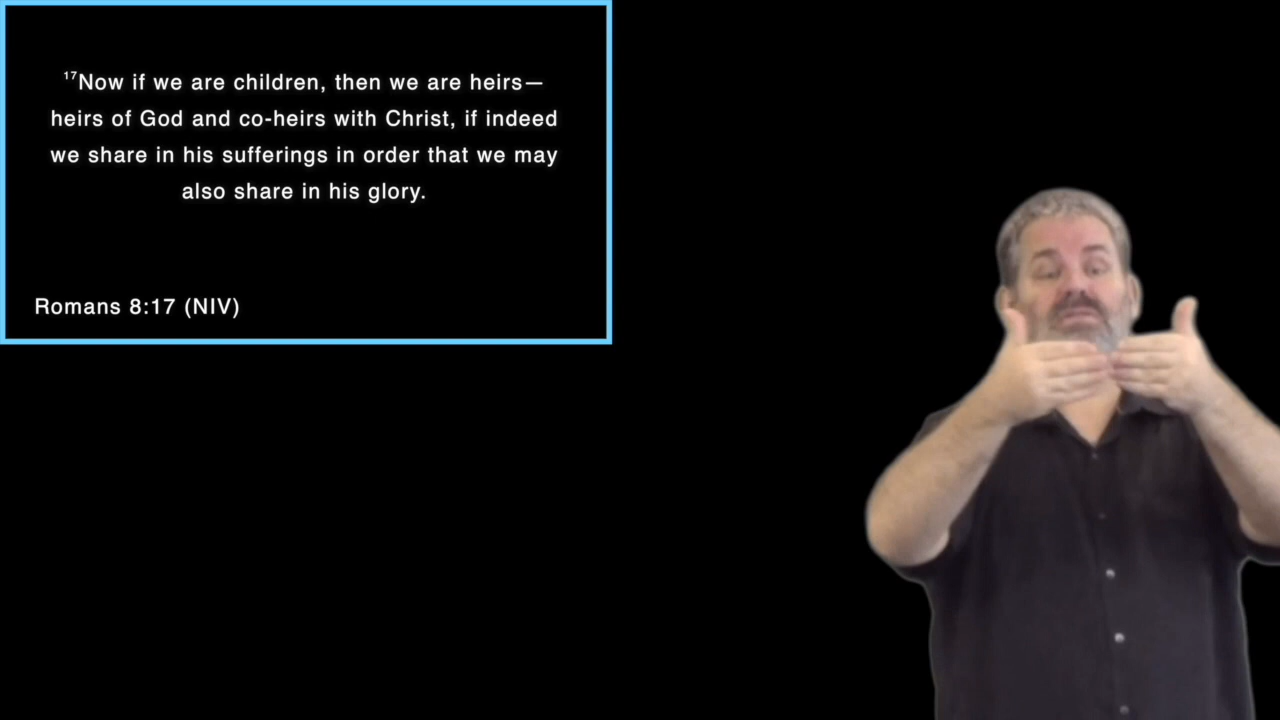 ¹⁷Now if we are children, then we are heirs—
heirs of God and co-heirs with Christ, if indeed
we share in his sufferings in order that we may
also share in his glory.
Romans 8:17 (NIV)